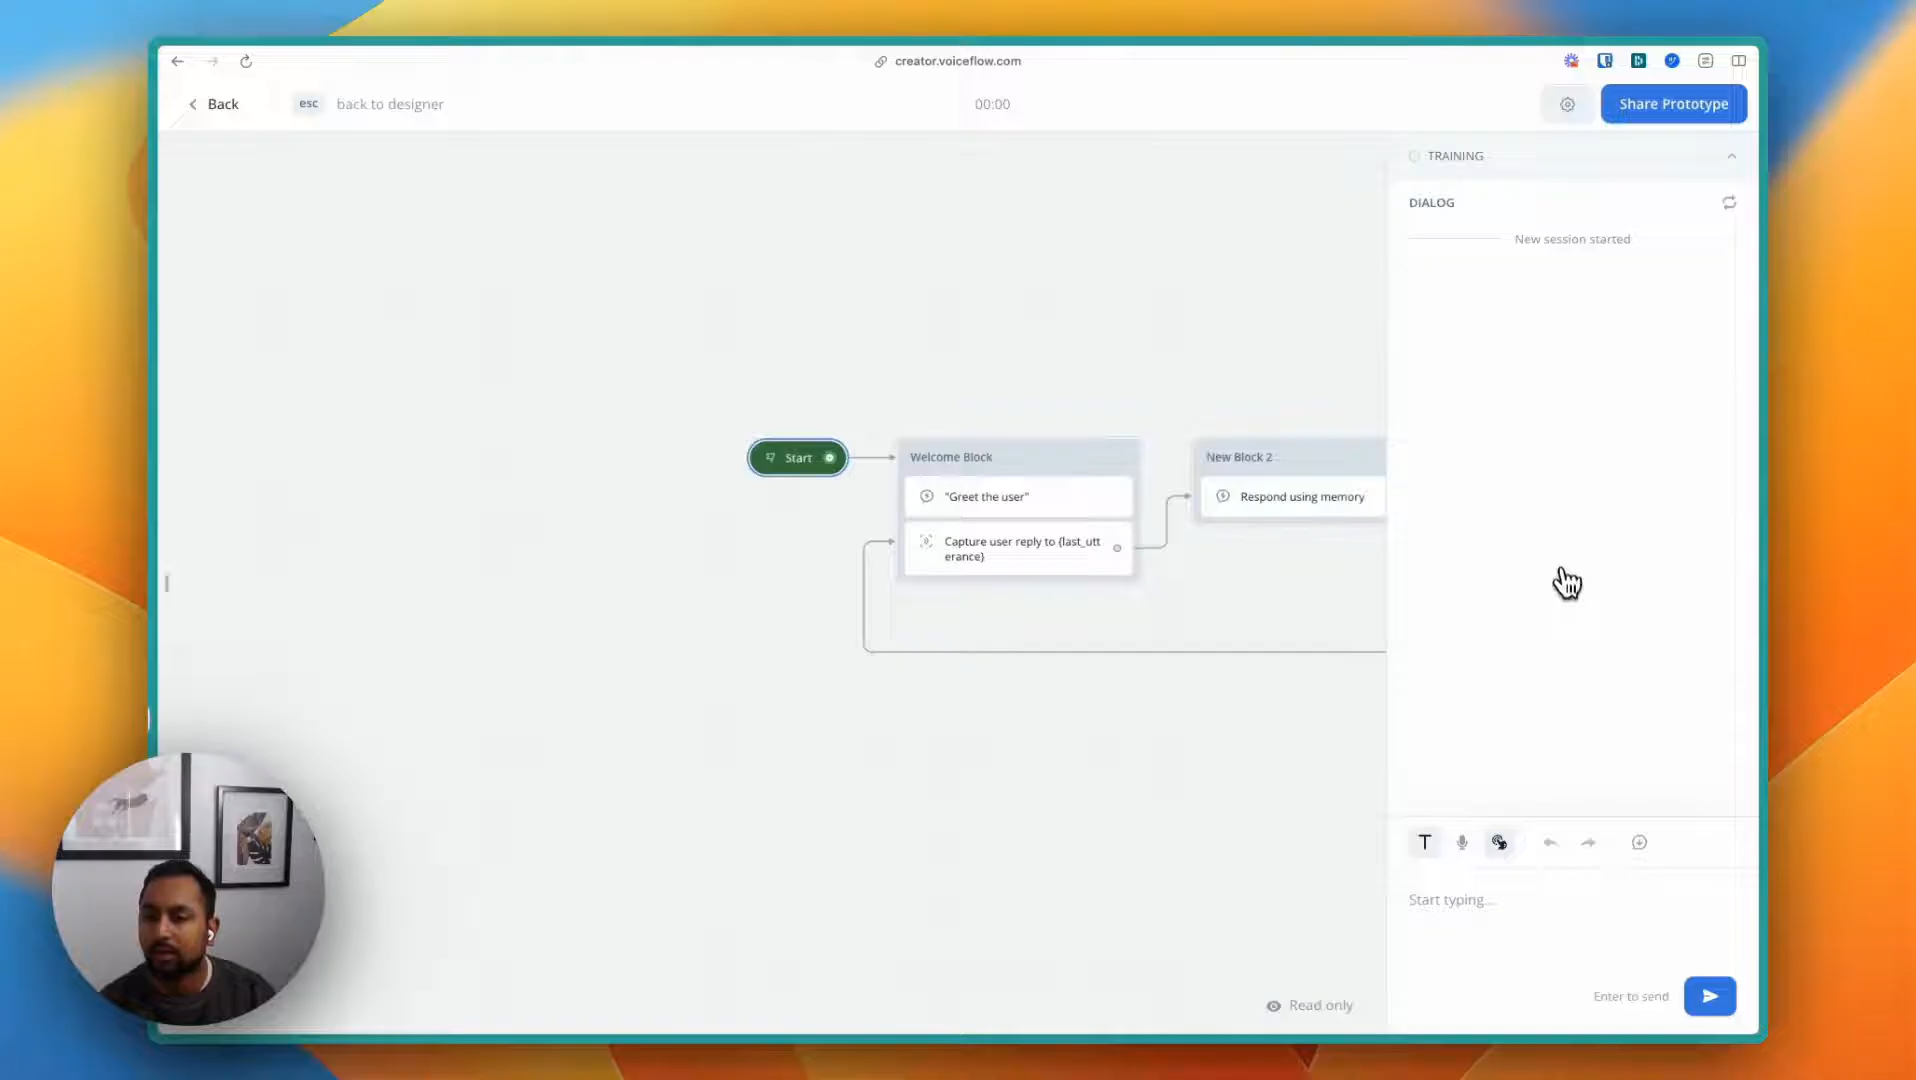 creator.voiceflow.com
Back
esc
back to designer
00:00
Share Prototype
TRAINING
DIALOG
New session started
Start
Welcome Block
"Greet the user"
Capture user reply to {last_utt
erance}
New Block 2
Respond using memory
T
Start typing...
Read only
Enter to send